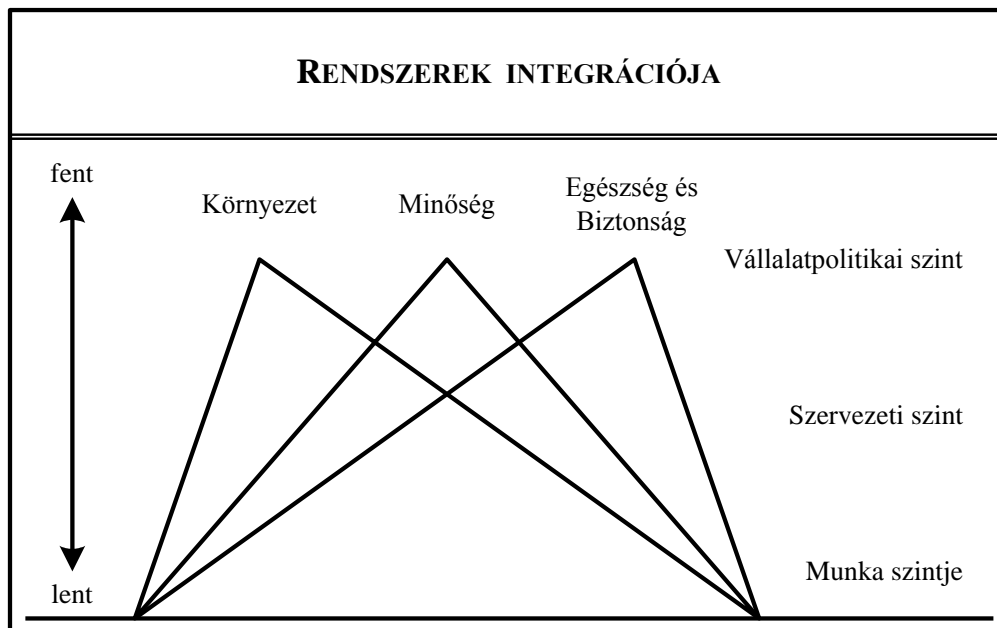 RENDSZEREK INTEGRÁCIÓJA
fent
Környezet
Minőség
Egészség és
Biztonság
Vállalatpolitikai szint
Szervezeti szint
Munka szintje
lent